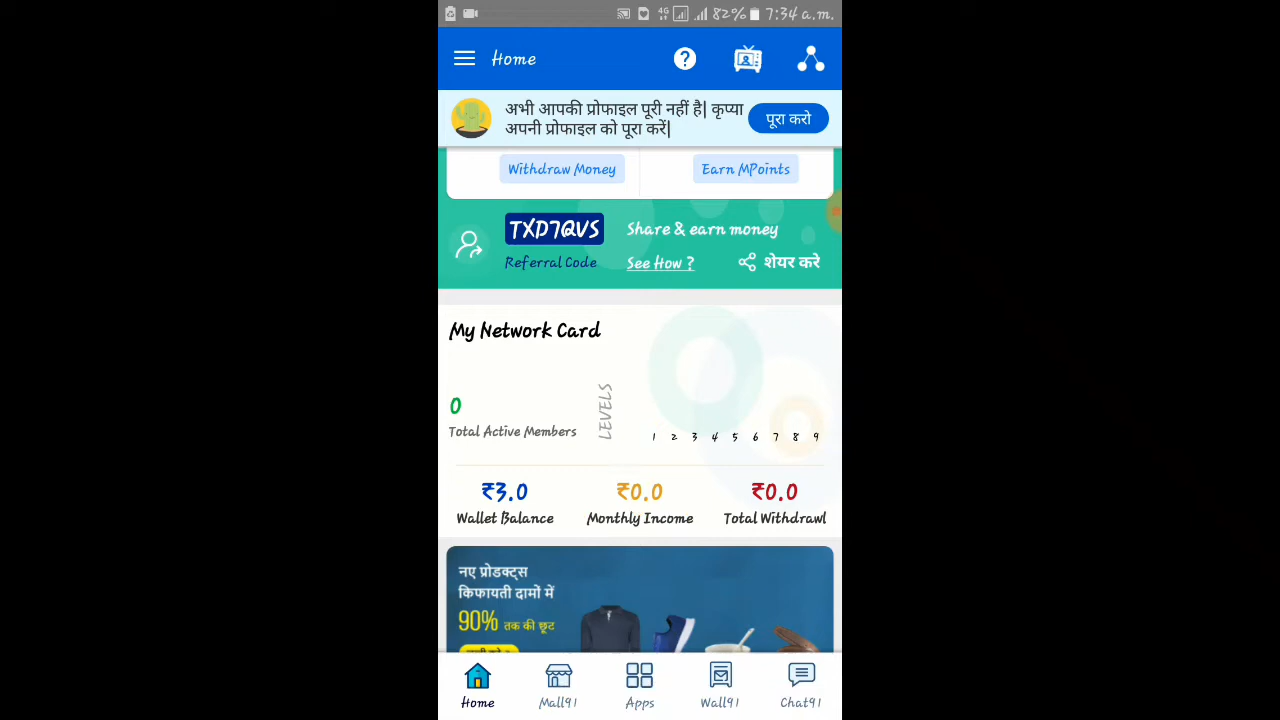 4G 82% 7:34 a.m.
Home
अभी आपकी प्रोफाइल पूरी नहीं है| कृप्या
अपनी प्रोफाइल को पूरा करें|
पूरा करो
Withdraw Money
Earn MPoints
TXD7QVS
Referral Code
Share & earn money
See How ?
शेयर करे
My Network Card
0
Total Active Members
LEVELS
1 2 3 4 5 6 7 8 9
₹3.0
Wallet Balance
₹0.0
Monthly Income
₹0.0
Total Withdrawl
नए प्रोडक्ट्स
किफायती दामों में
90% तक की छूट
Home
Mall91
Apps
Wall91
Chat91